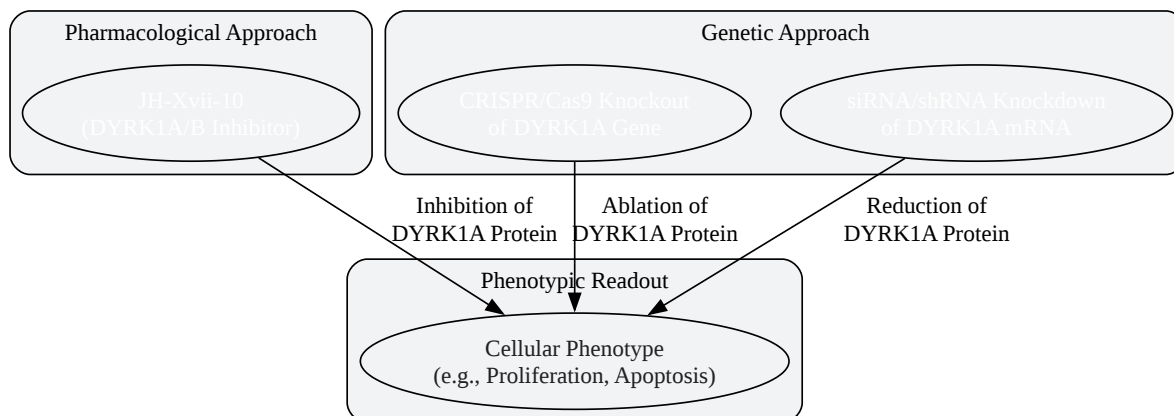 Pharmacological Approach
Genetic Approach
JH-Xvii-10
(DYRK1A/B Inhibitor)
CRISPR/Cas9 Knockout
of DYRK1A Gene
siRNA/shRNA Knockdown
of DYRK1A mRNA
Inhibition of
DYRK1A Protein
Ablation of
DYRK1A Protein
Reduction of
DYRK1A Protein
Phenotypic Readout
Cellular Phenotype
(e.g., Proliferation, Apoptosis)